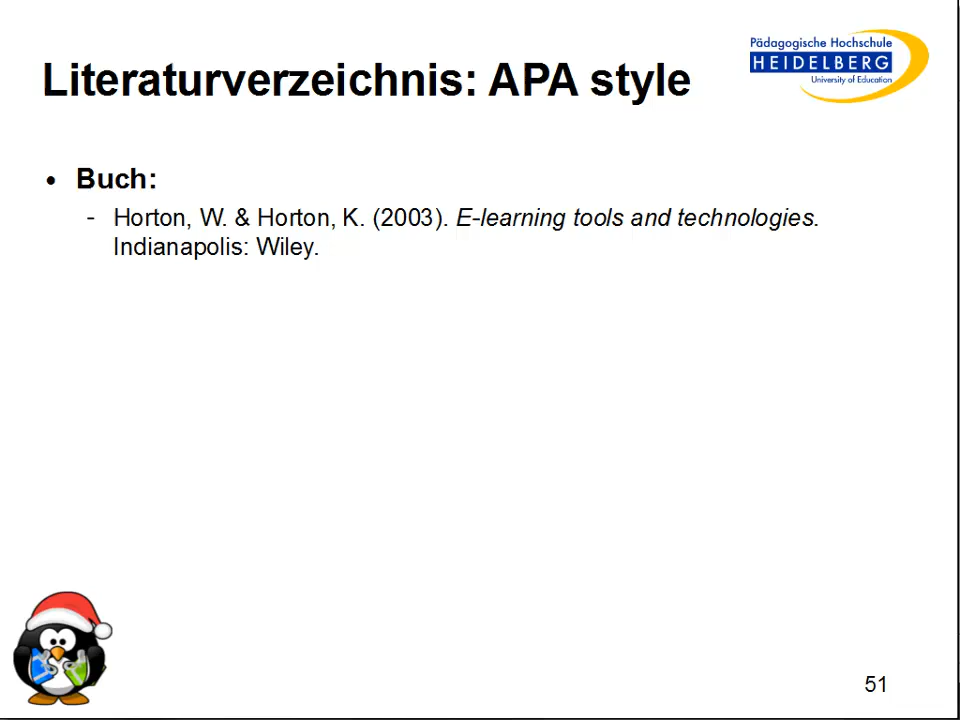 Pädagogische Hochschule
HEIDELBERG
University of Education
Literaturverzeichnis: APA style
• Buch:
- Horton, W. & Horton, K. (2003). E-learning tools and technologies.
Indianapolis: Wiley.
51